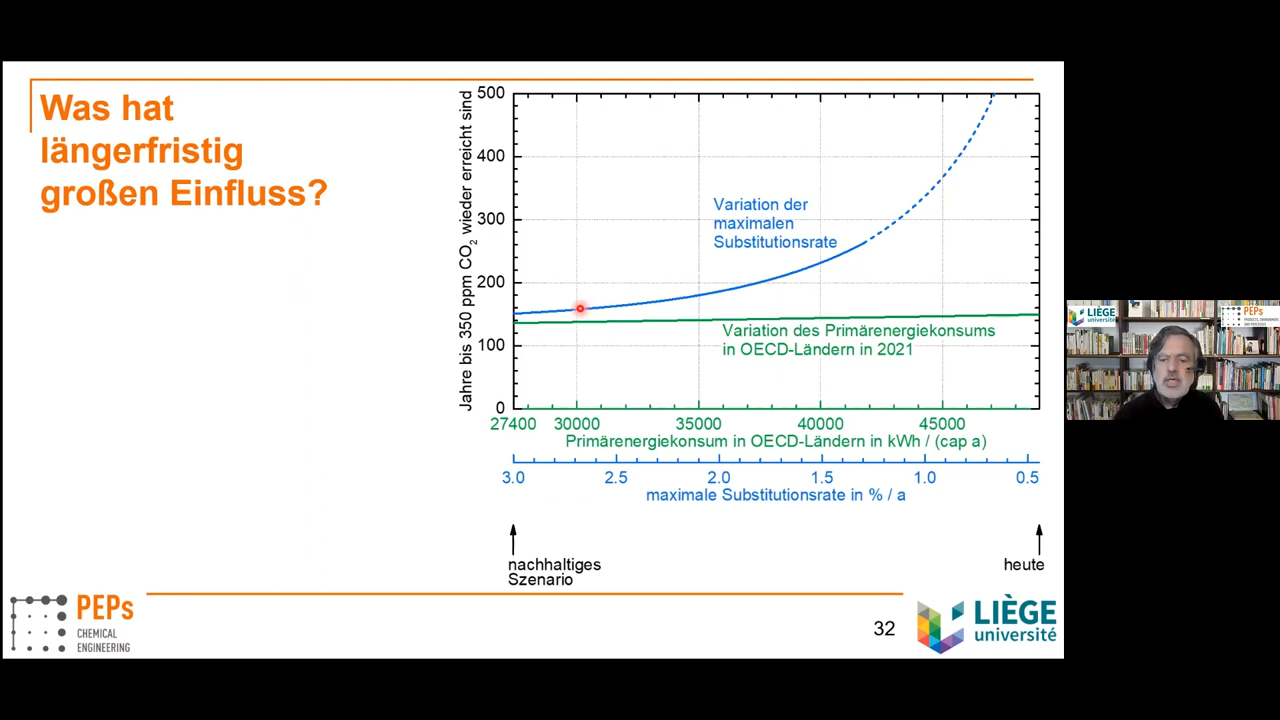 Was hat
längerfristig
großen Einfluss?
Jahre bis 350 ppm CO2 wieder erreicht sind
500
400
300
200
100
0
Variation der
maximalen
Substitutionsrate
Variation des Primärenergiekonsums
in OECD-Ländern in 2021
27400 30000 35000 40000 45000
Primärenergiekonsum in OECD-Ländern in kWh / (cap a)
3.0 2.5 2.0 1.5 1.0 0.5
maximale Substitutionsrate in % / a
nachhaltiges
Szenario
heute
PEPs
CHEMICAL
ENGINEERING
32
LIÈGE
université
LIÈGE
université
PEPs